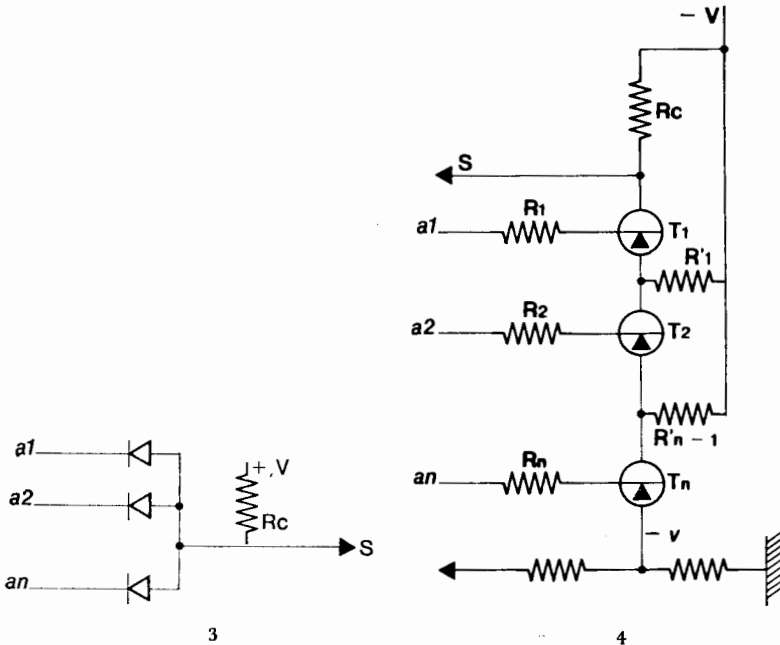 a1
a2
an
+.V
Rc
S
3
– V
Rc
S
a1
R1
T1
R'1
a2
R2
T2
R'n – 1
an
Rn
Tn
– v
4